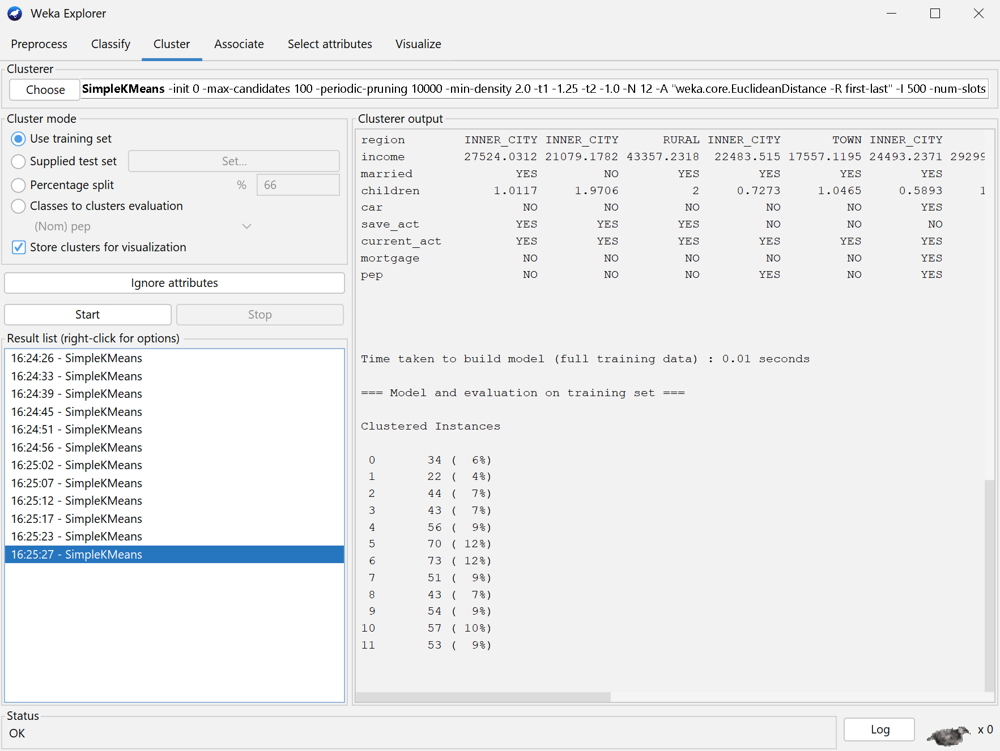 Weka Explorer
Preprocess Classify Cluster Associate Select attributes Visualize
Clusterer
Choose SimpleKMeans -init 0 -max-candidates 100 -periodic-pruning 10000 -min-density 2.0 -t1 -1.25 -t2 -1.0 -N 12 -A "weka.core.EuclideanDistance -R first-last" -I 500 -num-slots
Cluster mode
Use training set
Supplied test set Set...
Percentage split % 66
Classes to clusters evaluation
(Nom) pep
Store clusters for visualization
Ignore attributes
Start Stop
Result list (right-click for options)
16:24:26 - SimpleKMeans
16:24:33 - SimpleKMeans
16:24:39 - SimpleKMeans
16:24:45 - SimpleKMeans
16:24:51 - SimpleKMeans
16:24:56 - SimpleKMeans
16:25:02 - SimpleKMeans
16:25:07 - SimpleKMeans
16:25:12 - SimpleKMeans
16:25:17 - SimpleKMeans
16:25:23 - SimpleKMeans
16:25:27 - SimpleKMeans
Clusterer output
region INNER_CITY INNER_CITY RURAL INNER_CITY TOWN INNER_CITY
income 27524.0312 21079.1782 43357.2318 22483.515 17557.1195 24493.2371 29299
married YES NO YES YES YES YES
children 1.0117 1.9706 2 0.7273 1.0465 0.5893 1
car NO NO NO NO NO YES
save_act YES YES YES NO NO NO
current_act YES YES YES YES YES YES
mortgage NO NO NO NO NO YES
pep NO NO NO YES NO YES
Time taken to build model (full training data) : 0.01 seconds
=== Model and evaluation on training set ===
Clustered Instances
0 34 ( 6%)
1 22 ( 4%)
2 44 ( 7%)
3 43 ( 7%)
4 56 ( 9%)
5 70 ( 12%)
6 73 ( 12%)
7 51 ( 9%)
8 43 ( 7%)
9 54 ( 9%)
10 57 ( 10%)
11 53 ( 9%)
Status
OK
Log x 0